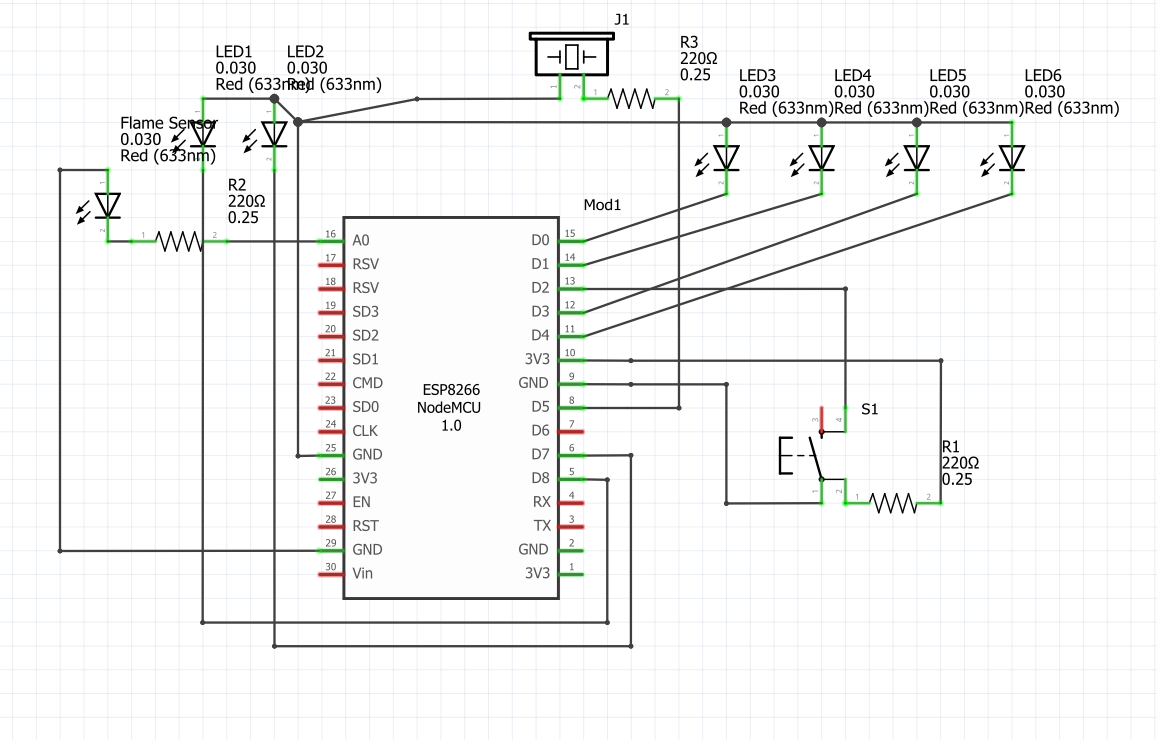 J1
LED1
0.030
Red (633nm)
LED2
0.030
Red (633nm)
R3
220Ω
0.25
1
2
1
2
LED3
0.030
Red (633nm)
LED4
0.030
Red (633nm)
LED5
0.030
Red (633nm)
LED6
0.030
Red (633nm)
1
2
1
2
1
2
1
2
1
2
1
2
Flame Sensor
0.030
Red (633nm)
1
2
R2
220Ω
0.25
1
2
Mod1
16 A0 D0 15
17 RSV D1 14
18 RSV D2 13
19 SD3 D3 12
20 SD2 D4 11
21 SD1 3V3 10
22 CMD GND 9
23 SD0 D5 8
24 CLK D6 7
25 GND D7 6
26 3V3 D8 5
27 EN RX 4
28 RST TX 3
29 GND GND 2
30 Vin 3V3 1
ESP8266
NodeMCU
1.0
S1
3
4
1
2
R1
220Ω
0.25
1
2